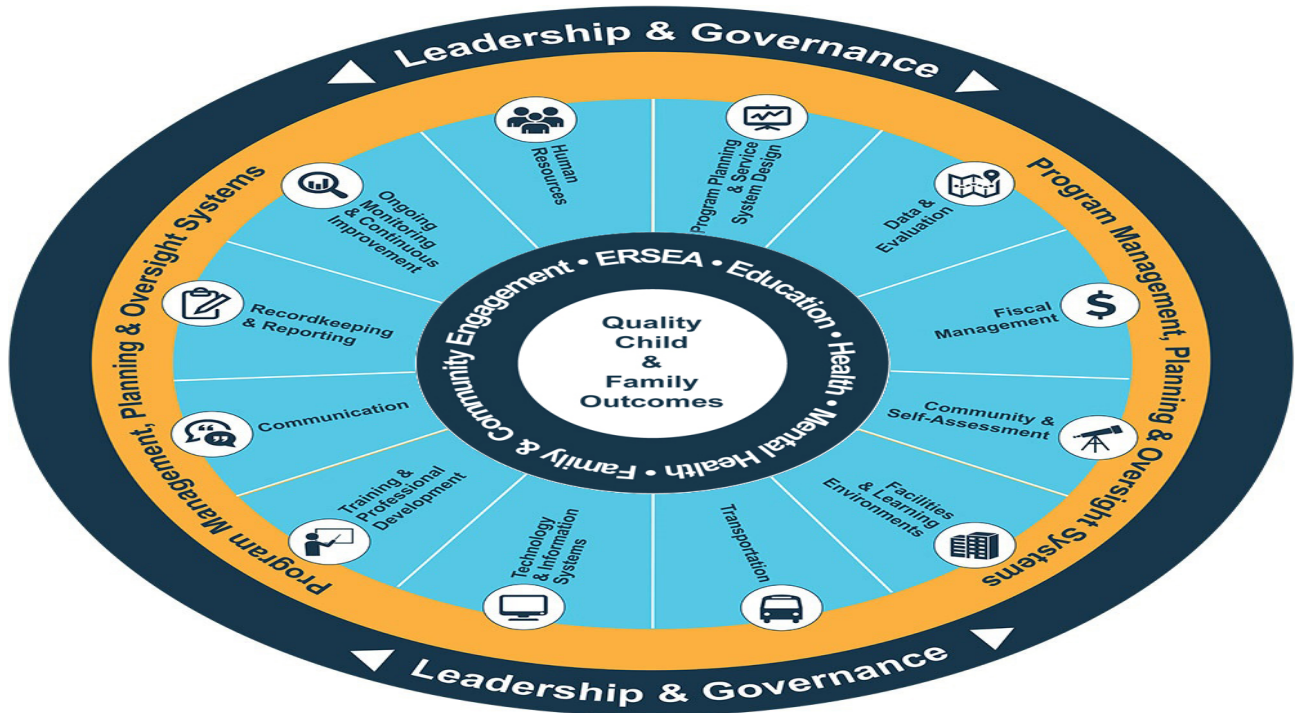 Leadership & Governance
Program Management, Planning & Oversight Systems
Program Management, Planning & Oversight Systems
Human
Resources
Program Planning
& Service
System Design
Data &
Evaluation
Fiscal
Management
Community &
Self-Assessment
Facilities
& Learning
Environments
Transportation
Technology
& Information
Systems
Training &
Professional
Development
Communication
Recordkeeping
& Reporting
Ongoing
Monitoring
& Continuous
Improvement
Family & Community Engagement • ERSEA • Education • Health • Mental Health •
Quality
Child
&
Family
Outcomes
$
Leadership & Governance